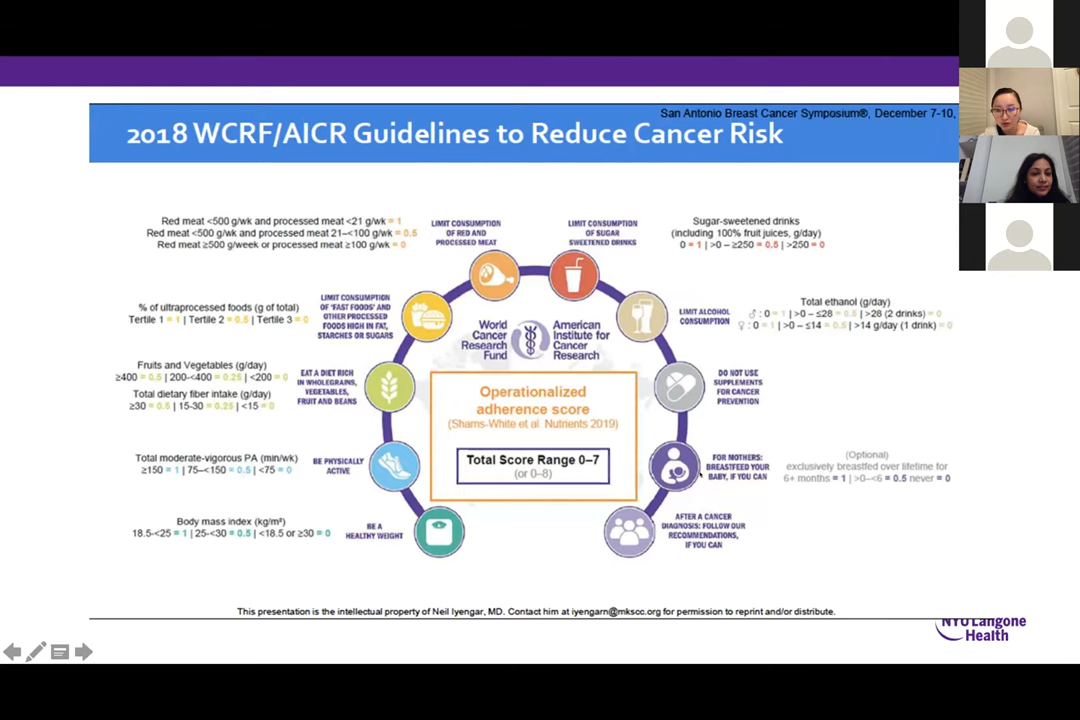 San Antonio Breast Cancer Symposium®, December 7-10,
2018 WCRF/AICR Guidelines to Reduce Cancer Risk
Red meat <500 g/wk and processed meat <21 g/wk = 1
Red meat <500 g/wk and processed meat 21–<100 g/wk = 0.5
Red meat ≥500 g/week or processed meat ≥100 g/wk = 0
LIMIT CONSUMPTION
OF RED AND
PROCESSED MEAT
LIMIT CONSUMPTION
OF SUGAR
SWEETENED DRINKS
Sugar-sweetened drinks
(including 100% fruit juices, g/day)
0 = 1 | >0 – ≥250 = 0.5 | >250 = 0
% of ultraprocessed foods (g of total)
Tertile 1 = 1 | Tertile 2 = 0.5 | Tertile 3 = 0
LIMIT CONSUMPTION
OF 'FAST FOODS' AND
OTHER PROCESSED
FOODS HIGH IN FAT,
STARCHES OR SUGARS
World
Cancer
Research
Fund
American
Institute for
Cancer
Research
LIMIT ALCOHOL
CONSUMPTION
Total ethanol (g/day)
♂: 0 = 1 | >0 – ≤28 = 0.5 | >28 (2 drinks) = 0
♀: 0 = 1 | >0 – ≤14 = 0.5 | >14 g/day (1 drink) = 0
Fruits and Vegetables (g/day)
≥400 = 0.5 | 200-<400 = 0.25 | <200 = 0
Total dietary fiber intake (g/day)
≥30 = 0.5 | 15-30 = 0.25 | <15 = 0
EAT A DIET RICH
IN WHOLEGRAINS,
VEGETABLES,
FRUIT AND BEANS
Operationalized
adherence score
(Shams-White et al. Nutrients 2019)
Total Score Range 0–7
(or 0–8)
DO NOT USE
SUPPLEMENTS
FOR CANCER
PREVENTION
Total moderate-vigorous PA (min/wk)
≥150 = 1 | 75–<150 = 0.5 | <75 = 0
BE PHYSICALLY
ACTIVE
FOR MOTHERS:
BREASTFEED YOUR
BABY, IF YOU CAN
(Optional)
exclusively breastfed over lifetime for
6+ months = 1 | >0–<6 = 0.5 never = 0
Body mass index (kg/m²)
18.5-<25 = 1 | 25-<30 = 0.5 | <18.5 or ≥30 = 0
BE A
HEALTHY WEIGHT
AFTER A CANCER
DIAGNOSIS: FOLLOW OUR
RECOMMENDATIONS,
IF YOU CAN
This presentation is the intellectual property of Neil Iyengar, MD. Contact him at iyengarn@mkscc.org for permission to reprint and/or distribute.
NYU Langone
Health